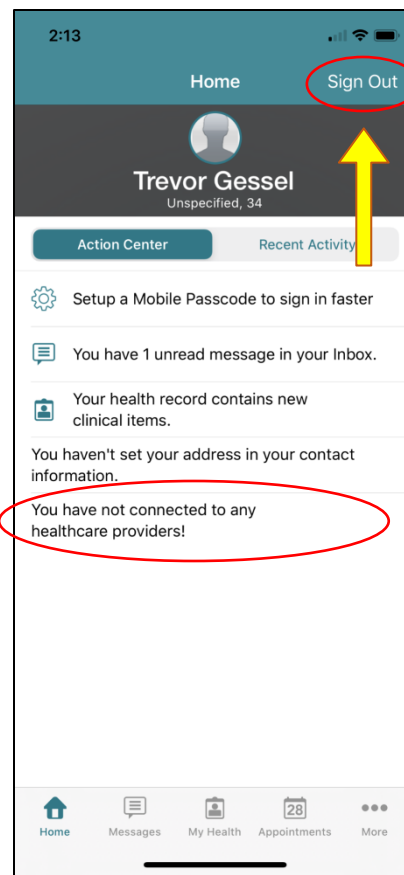 2:13
Home
Sign Out
Trevor Gessel
Unspecified, 34
Action Center
Recent Activity
Setup a Mobile Passcode to sign in faster
You have 1 unread message in your Inbox.
Your health record contains new
clinical items.
You haven't set your address in your contact
information.
You have not connected to any
healthcare providers!
28
Home
Messages
My Health
Appointments
More